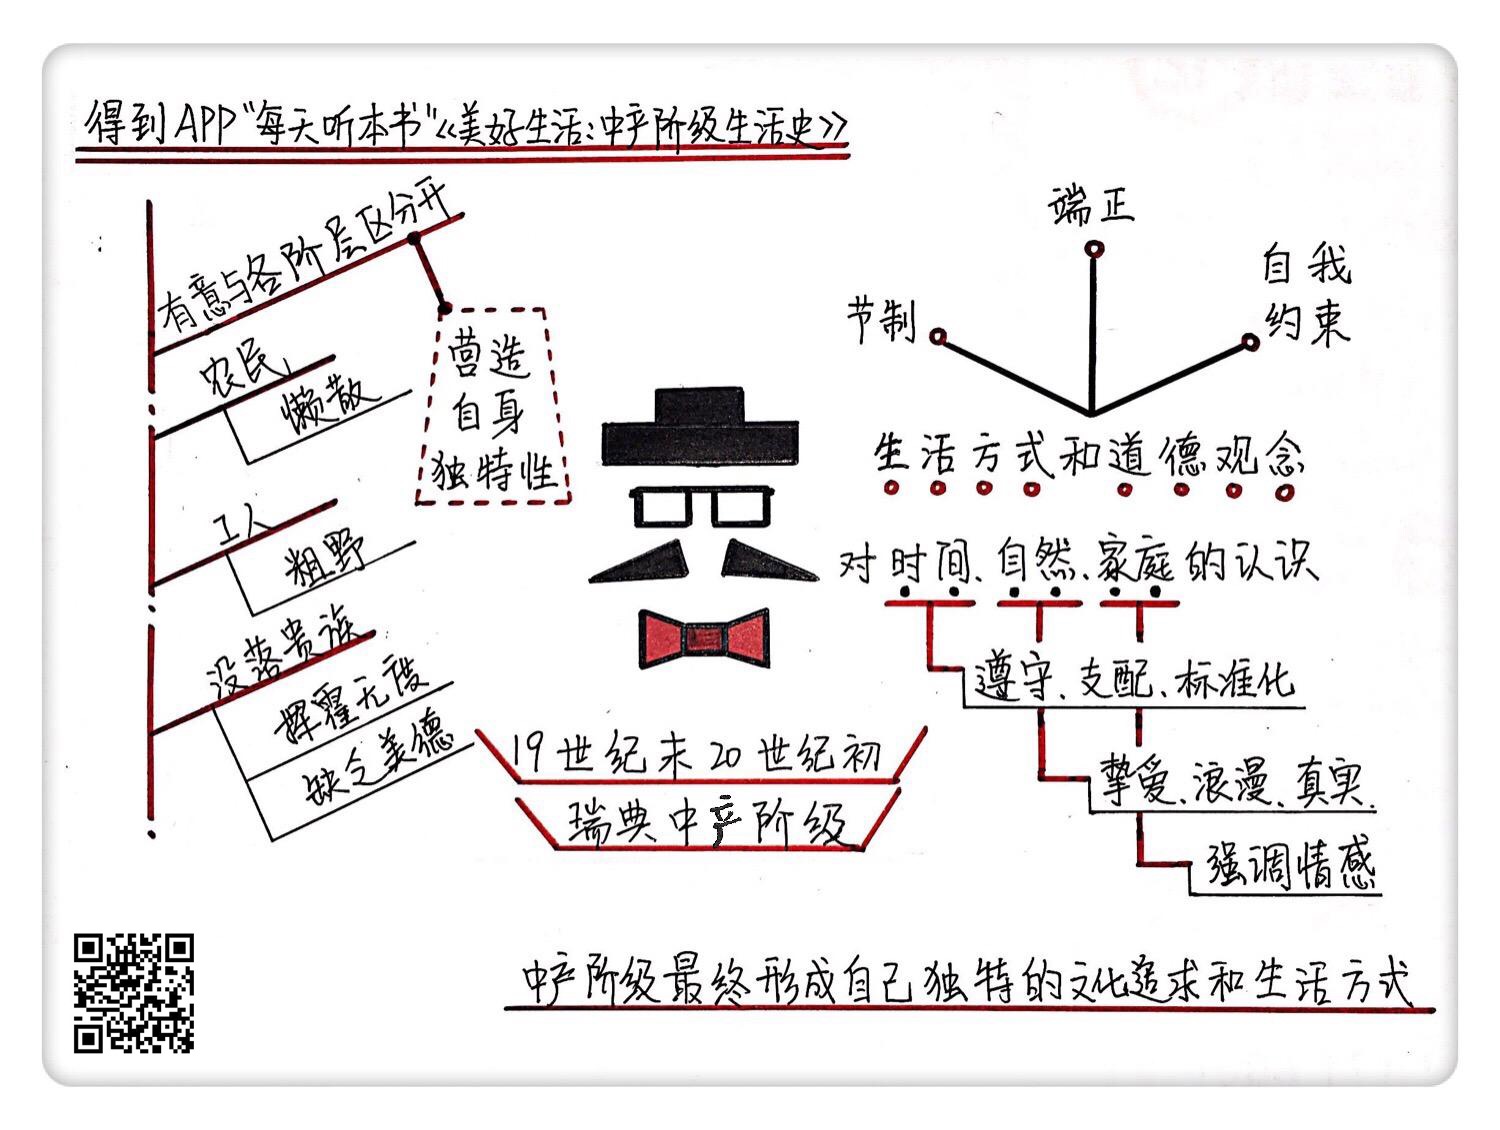 得到APP"每天听本书"《美好生活:中产阶级生活史》
有意与各阶层区分开
营造
自身
独特性
农民
懒散
工人
粗野
没落贵族
挥霍无度
缺乏美德
19世纪末20世纪初
瑞典中产阶级
端正
节制
自我
约束
生活方式和道德观念
对时间、自然、家庭的认识
遵守、支配、标准化
挚爱、浪漫、真实.
强调情感
中产阶级最终形成自己独特的文化追求和生活方式